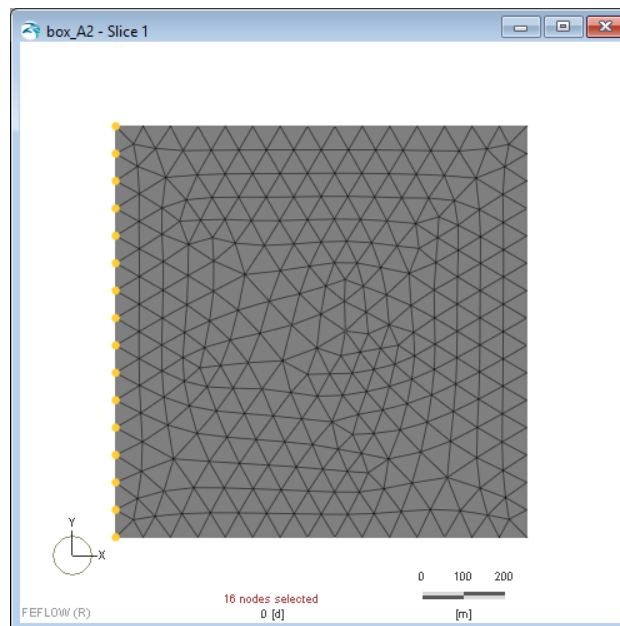 box_A2 - Slice 1
Y
X
0 100 200
[m]
16 nodes selected
0 [d]
FEFLOW (R)